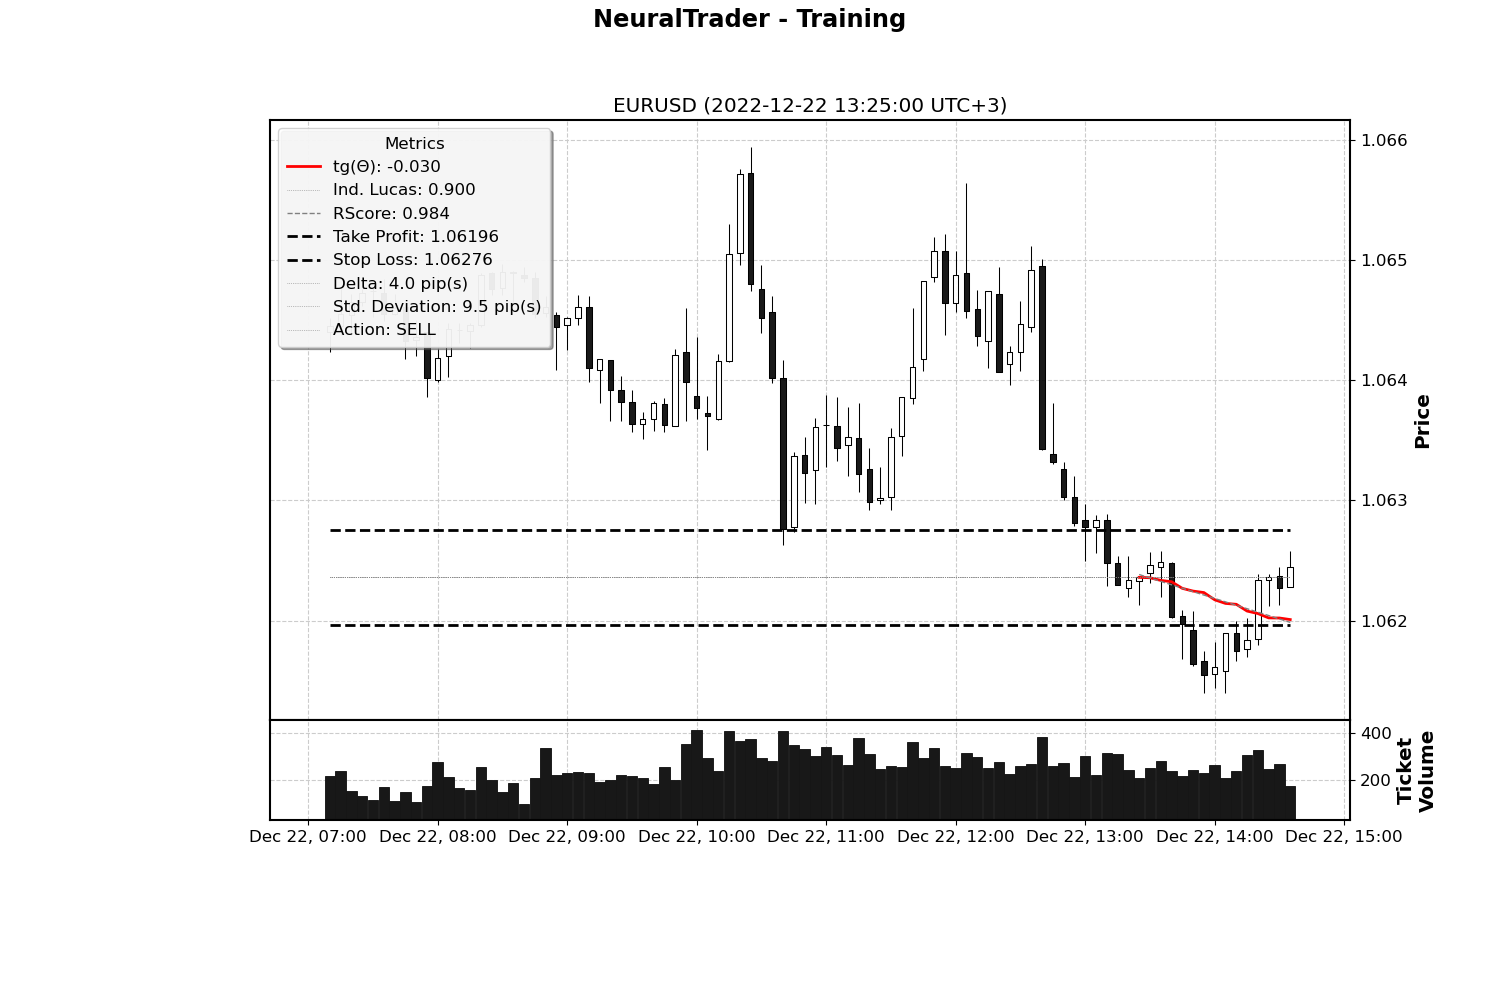 NeuralTrader - Training
EURUSD (2022-12-22 13:25:00 UTC+3)
Metrics
tg(Θ): -0.030
Ind. Lucas: 0.900
RScore: 0.984
Take Profit: 1.06196
Stop Loss: 1.06276
Delta: 4.0 pip(s)
Std. Deviation: 9.5 pip(s)
Action: SELL
1.066
1.065
1.064
1.063
1.062
Price
400
200
Ticket
Volume
Dec 22, 07:00
Dec 22, 08:00
Dec 22, 09:00
Dec 22, 10:00
Dec 22, 11:00
Dec 22, 12:00
Dec 22, 13:00
Dec 22, 14:00
Dec 22, 15:00